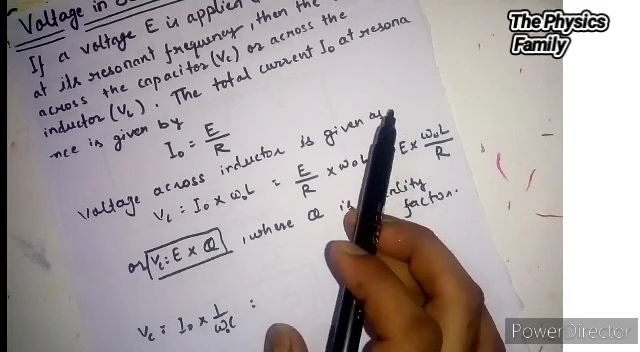 Voltage in
If a voltage E is applied
at its resonant frequency, then the
across the capacitor (Vc) or across the
inductor (VL). The total current I₀ at resona
nce is given by
I₀ = E/R
Voltage across inductor is given as
VL = I₀ × ω₀L = E/R × ω₀L E × ω₀L/R
or VL = E × Q, where Q is factor.
Vc = I₀ × 1/ω₀C =
The Physics
Family
PowerDirector